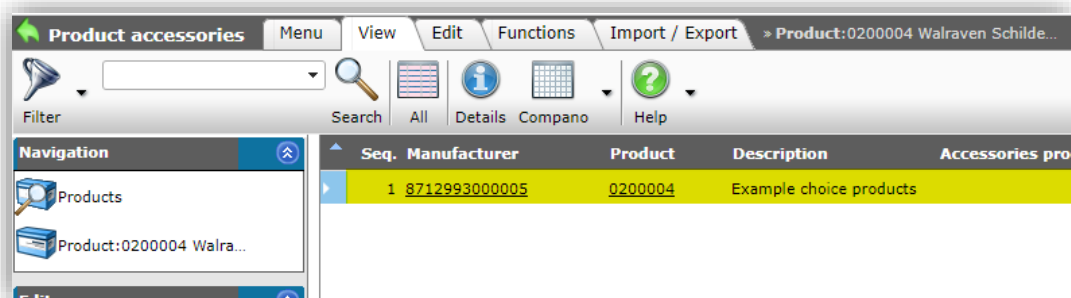 Product accessories Menu View Edit Functions Import / Export » Product:0200004 Walraven Schilde...
Filter Search All Details Compano Help
Navigation
Products
Product:0200004 Walra...
Seq. Manufacturer Product Description Accessories pro
1 8712993000005 0200004 Example choice products
Edit